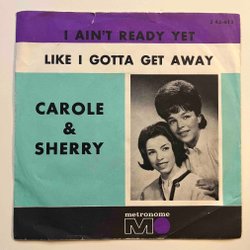 I AIN'T READY YET
LIKE I GOTTA GET AWAY
CAROLE
&
SHERRY
metronome
M